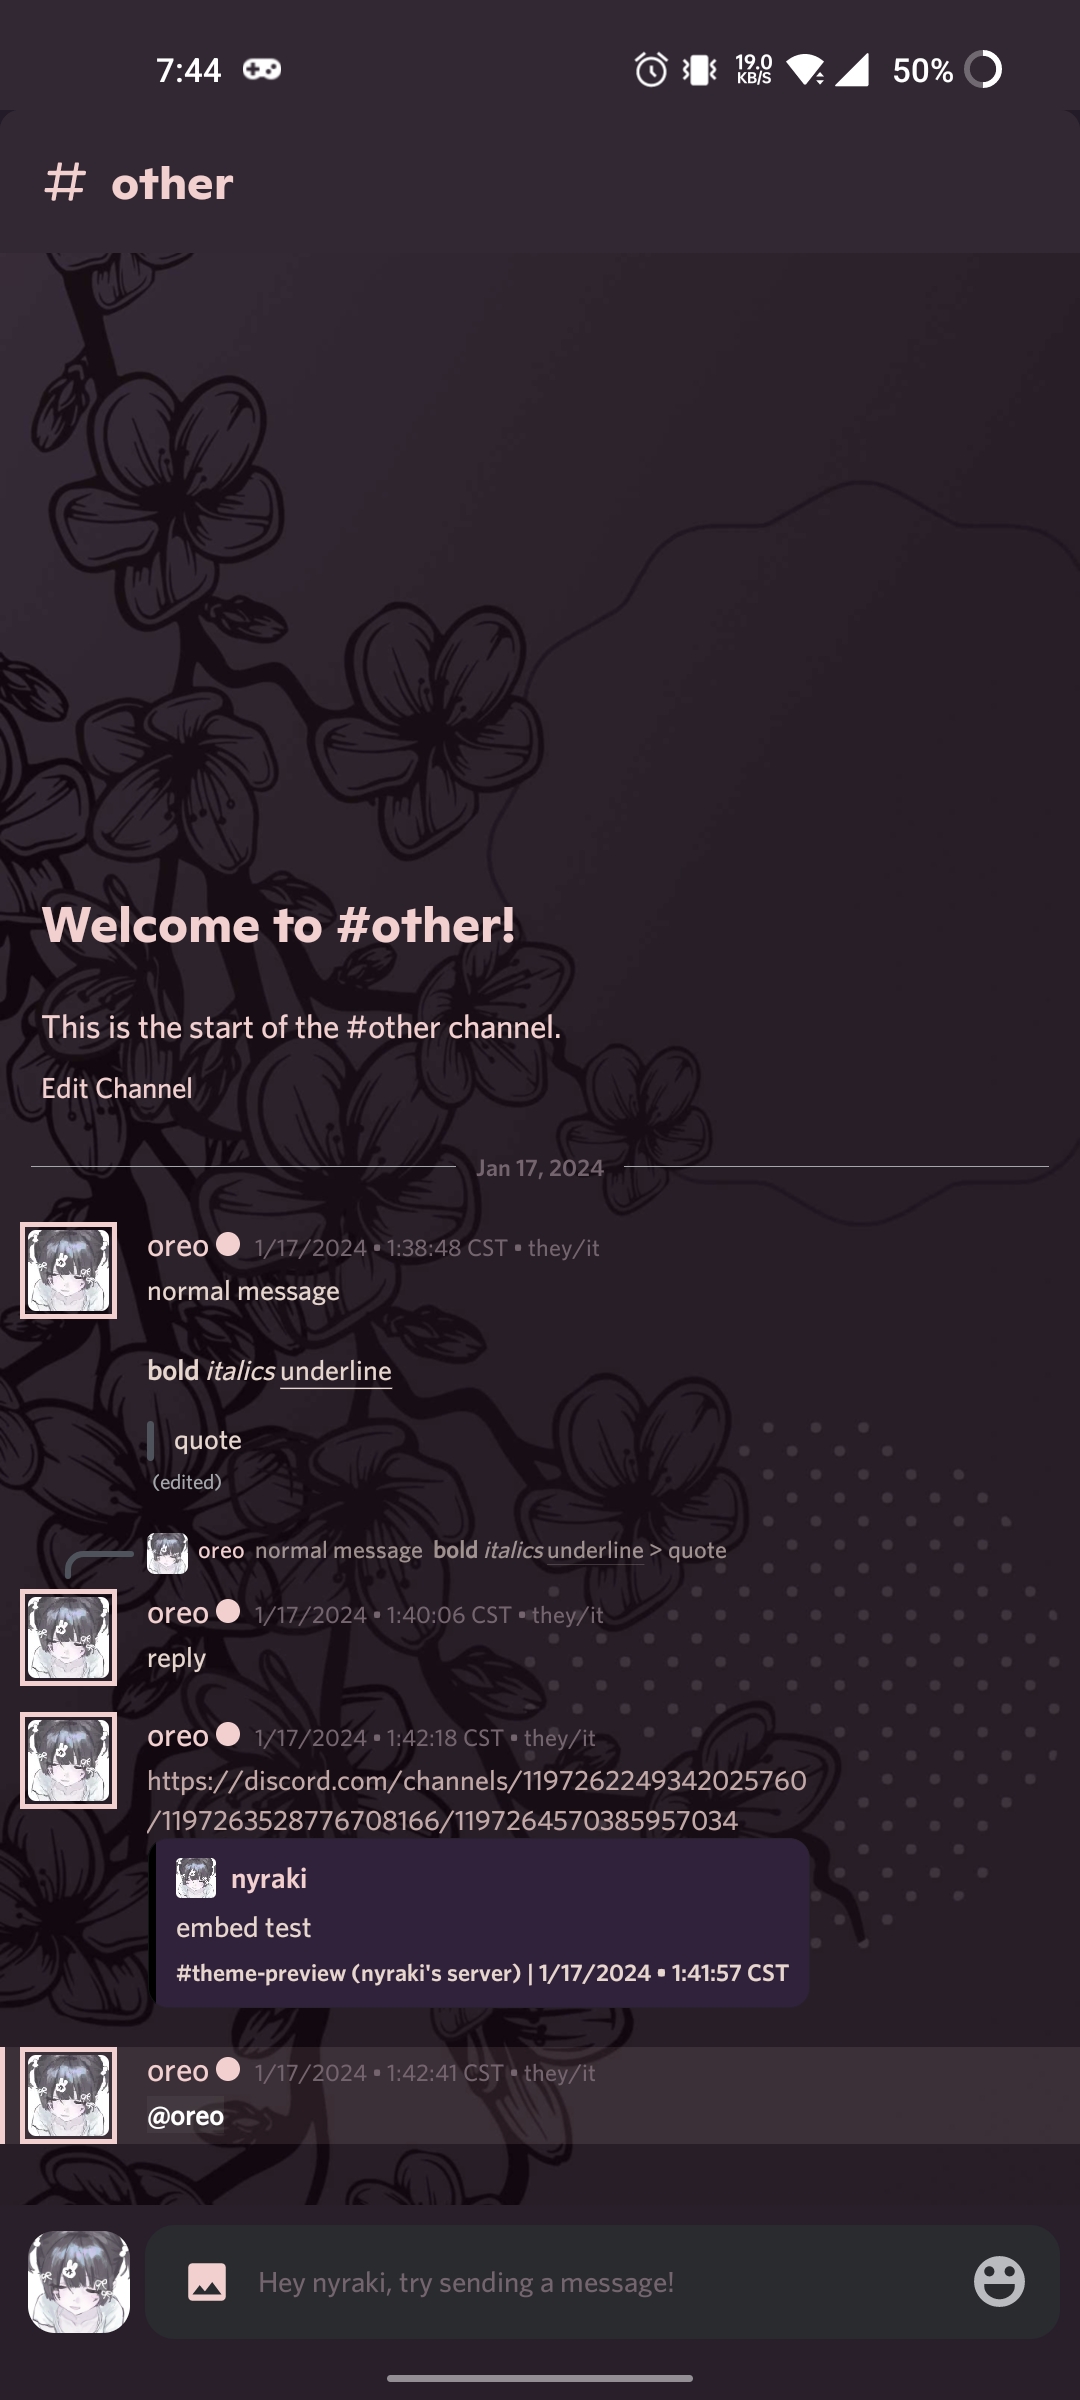 7:44
19.0
KB/S
50%
# other
Welcome to #other!
This is the start of the #other channel.
Edit Channel
Jan 17, 2024
oreo 1/17/2024 • 1:38:48 CST • they/it
normal message
bold italics underline
quote
(edited)
oreo normal message bold italics underline > quote
oreo 1/17/2024 • 1:40:06 CST • they/it
reply
oreo 1/17/2024 • 1:42:18 CST • they/it
https://discord.com/channels/1197262249342025760
/1197263528776708166/1197264570385957034
nyraki
embed test
#theme-preview (nyraki's server) | 1/17/2024 • 1:41:57 CST
oreo 1/17/2024 • 1:42:41 CST • they/it
@oreo
Hey nyraki, try sending a message!